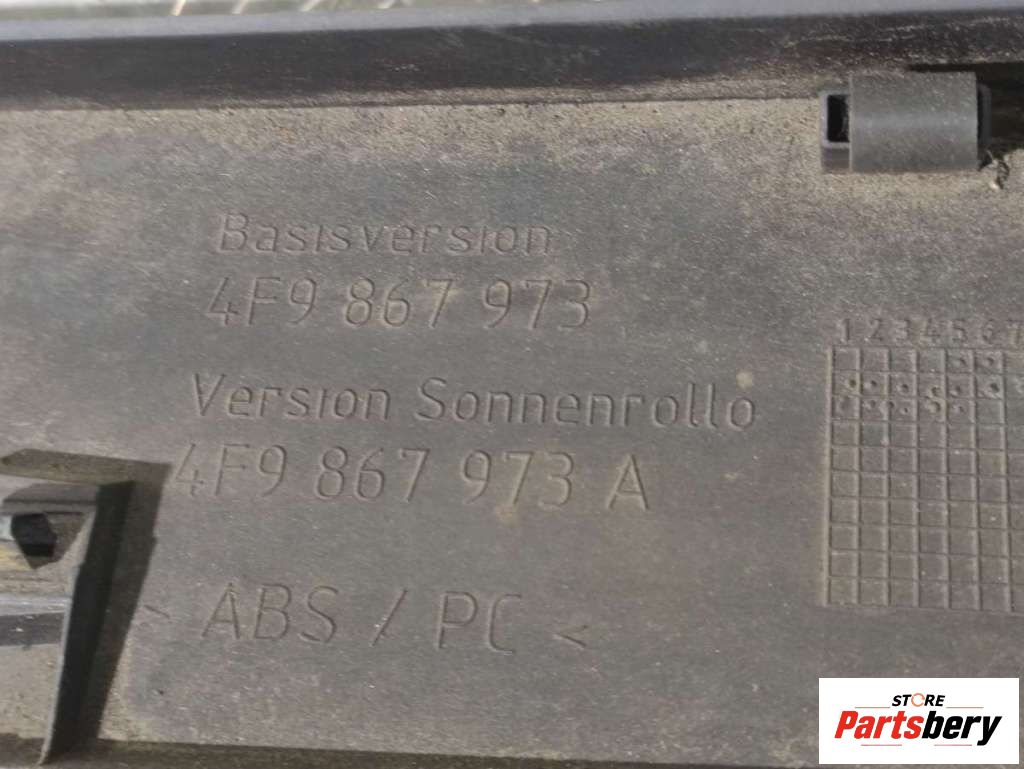 Basisversion
4F9 867 973
1 2 3 4 5 6 7
Version Sonnenrollo
4F9 867 973 A
> ABS / PC <
STORE
Partsbery